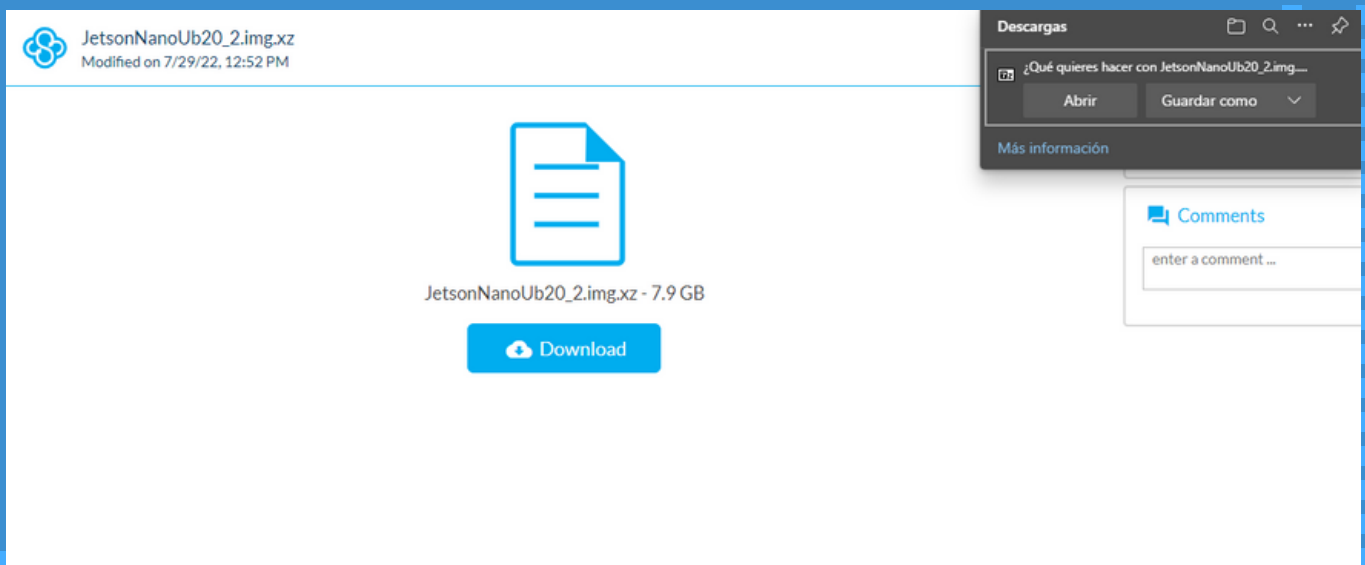 JetsonNanoUb20_2.img.xz
Modified on 7/29/22, 12:52 PM
JetsonNanoUb20_2.img.xz - 7.9 GB
Download
Descargas
¿Qué quieres hacer con JetsonNanoUb20_2.img....
Abrir
Guardar como
Más información
Comments
enter a comment ...